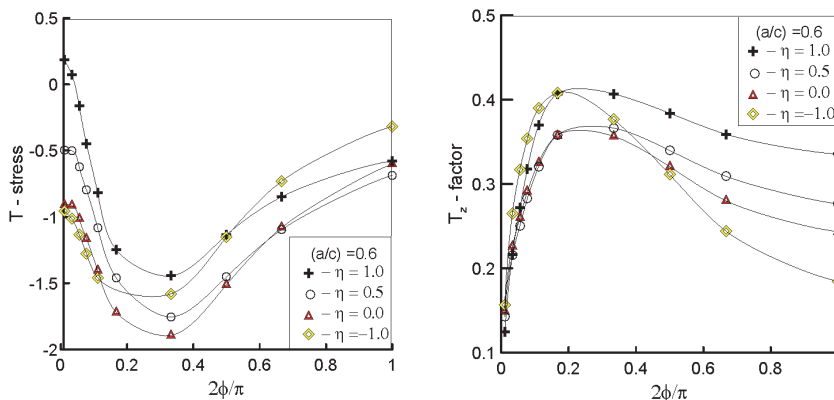 0.5
0
-0.5
-1
-1.5
-2
T - stress
0
0.2
0.4
0.6
0.8
1
2ϕ/π
(a/c)=0.6
– η = 1.0
– η = 0.5
– η = 0.0
– η =–1.0
0.5
0.4
0.3
0.2
0.1
T_z - factor
0
0.2
0.4
0.6
0.8
2ϕ/π
(a/c) =0.6
– η = 1.0
– η = 0.5
– η = 0.0
– η =–1.0